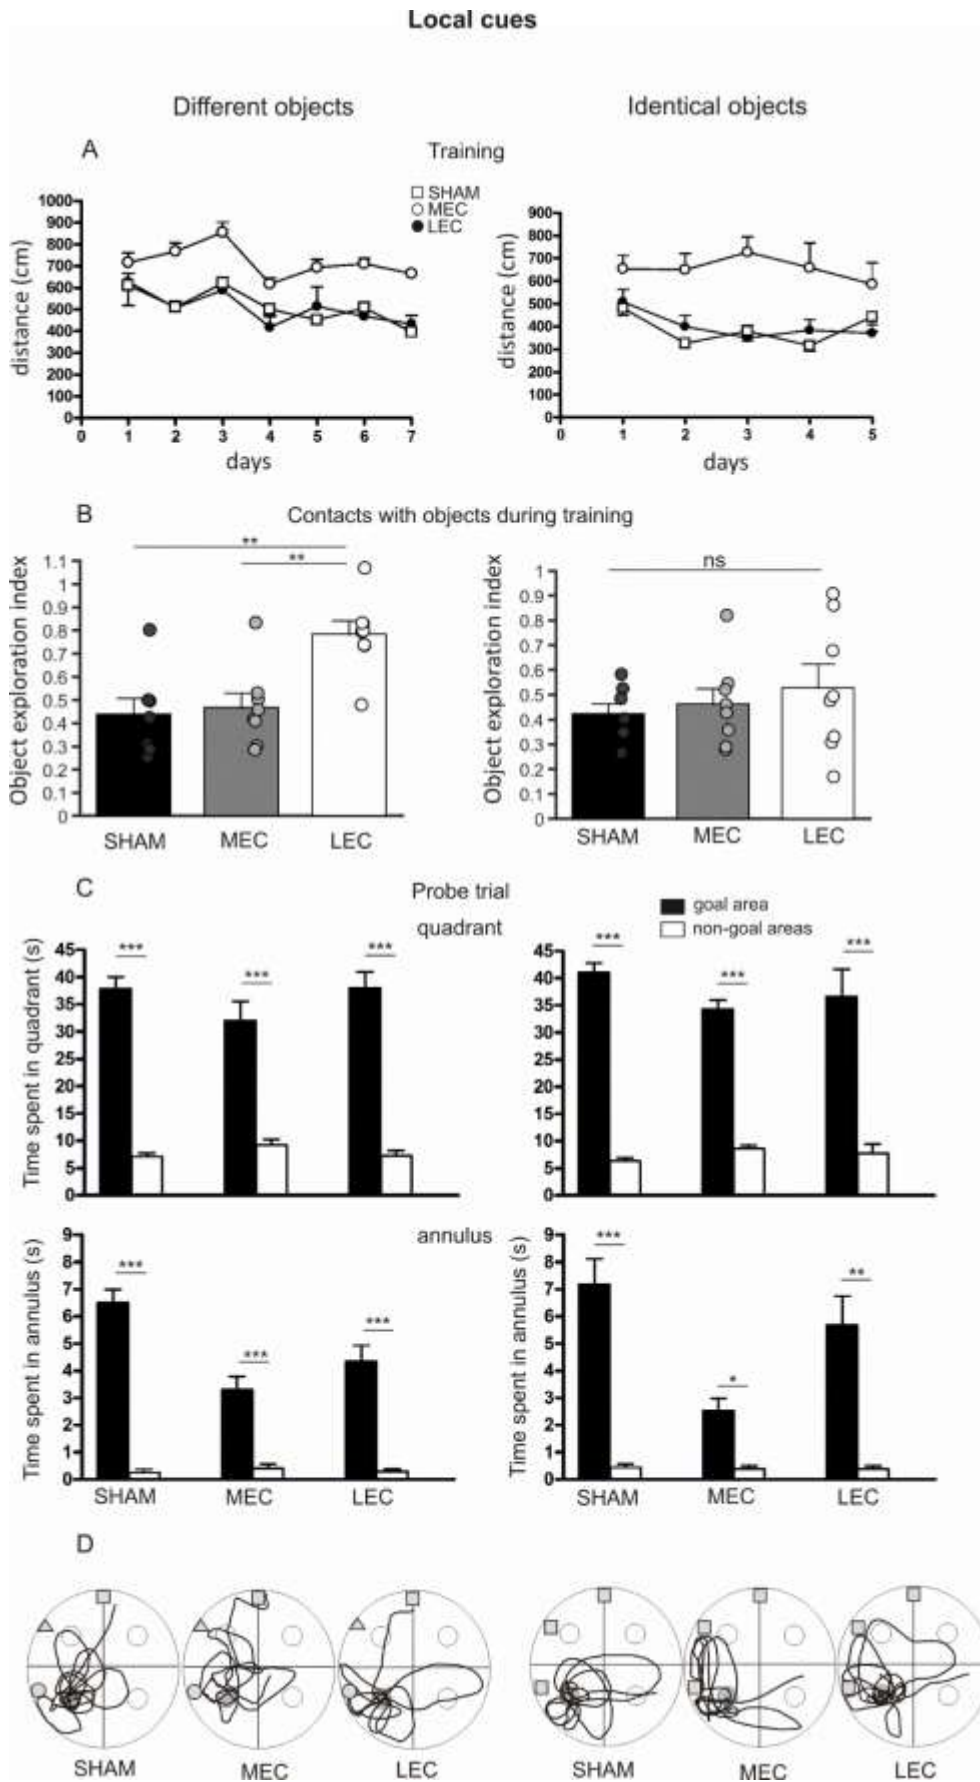 Local cues
Different objects
Identical objects
A
Training
SHAM
MEC
LEC
distance (cm)
1000
900
800
700
600
500
400
300
200
100
0
0 1 2 3 4 5 6 7
days
distance (cm)
900
800
700
600
500
400
300
200
100
0
0 1 2 3 4 5
days
B
Contacts with objects during training
Object exploration index
1.1
1
0.9
0.8
0.7
0.6
0.5
0.4
0.3
0.2
0.1
0
**
**
SHAM MEC LEC
Object exploration index
1
0.9
0.8
0.7
0.6
0.5
0.4
0.3
0.2
0.1
0
ns
SHAM MEC LEC
C
Probe trial
quadrant
goal area
non-goal areas
Time spent in quadrant (s)
45
40
35
30
25
20
15
10
5
0
*** *** ***
45
40
35
30
25
20
15
10
5
0
*** *** ***
annulus
Time spent in annulus (s)
9
8
7
6
5
4
3
2
1
0
*** *** ***
SHAM MEC LEC
Time spent in annulus (s)
9
8
7
6
5
4
3
2
1
0
*** * **
SHAM MEC LEC
D
SHAM MEC LEC
SHAM MEC LEC